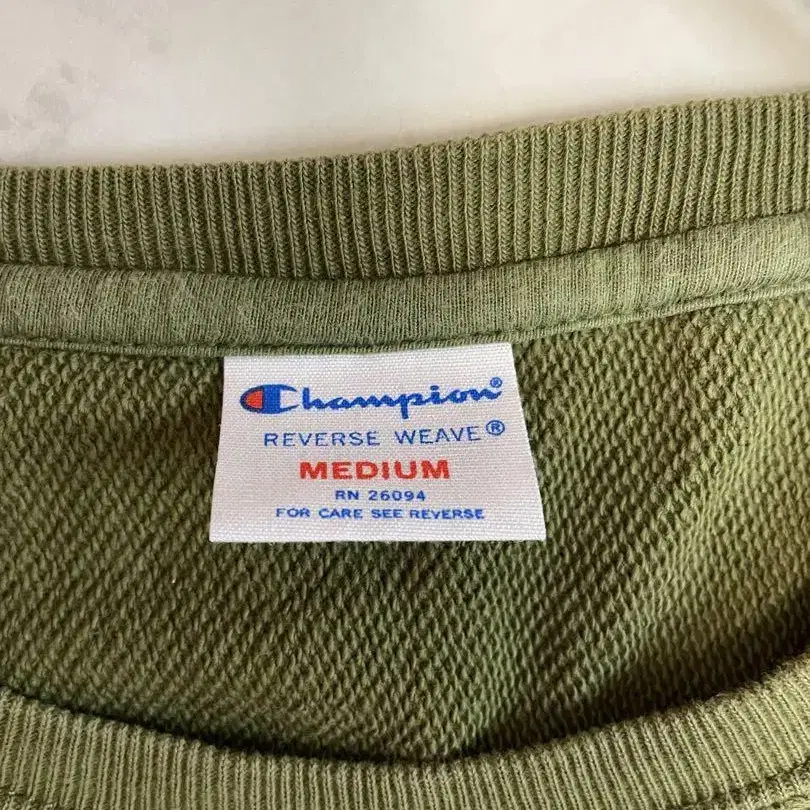 Champion®
REVERSE WEAVE®
MEDIUM
RN 26094
FOR CARE SEE REVERSE